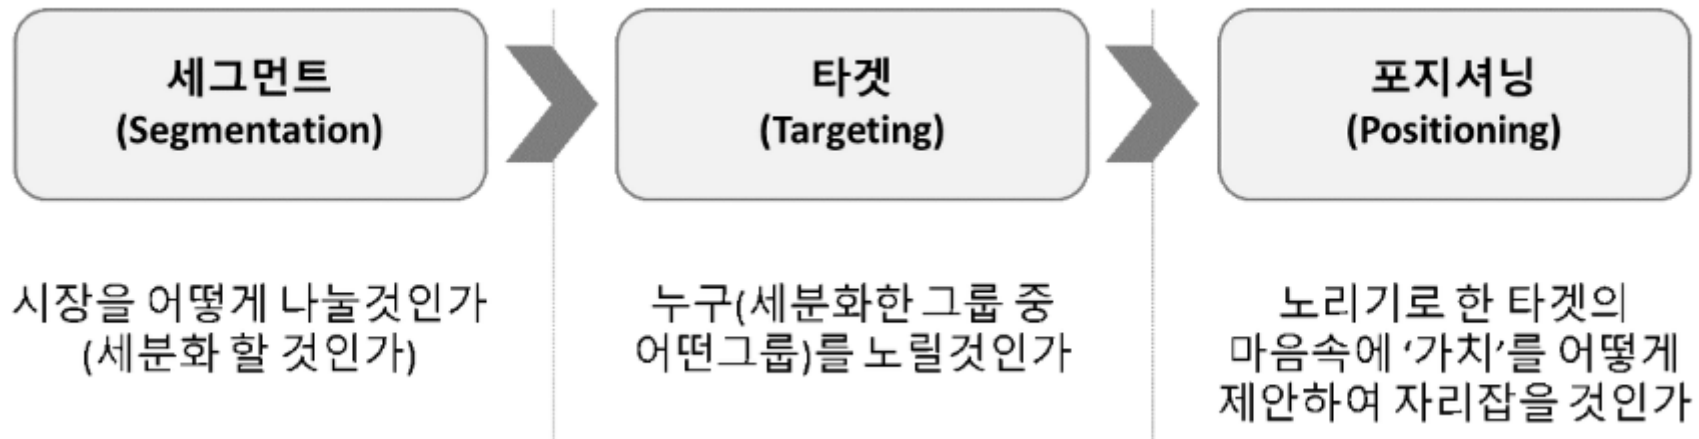 세그먼트
(Segmentation)
타겟
(Targeting)
포지셔닝
(Positioning)
시장을 어떻게 나눌것인가
(세분화 할 것인가)
누구(세분화한 그룹 중
어떤그룹)를 노릴것인가
노리기로 한 타겟의
마음속에 ‘가치’를 어떻게
제안하여 자리잡을 것인가